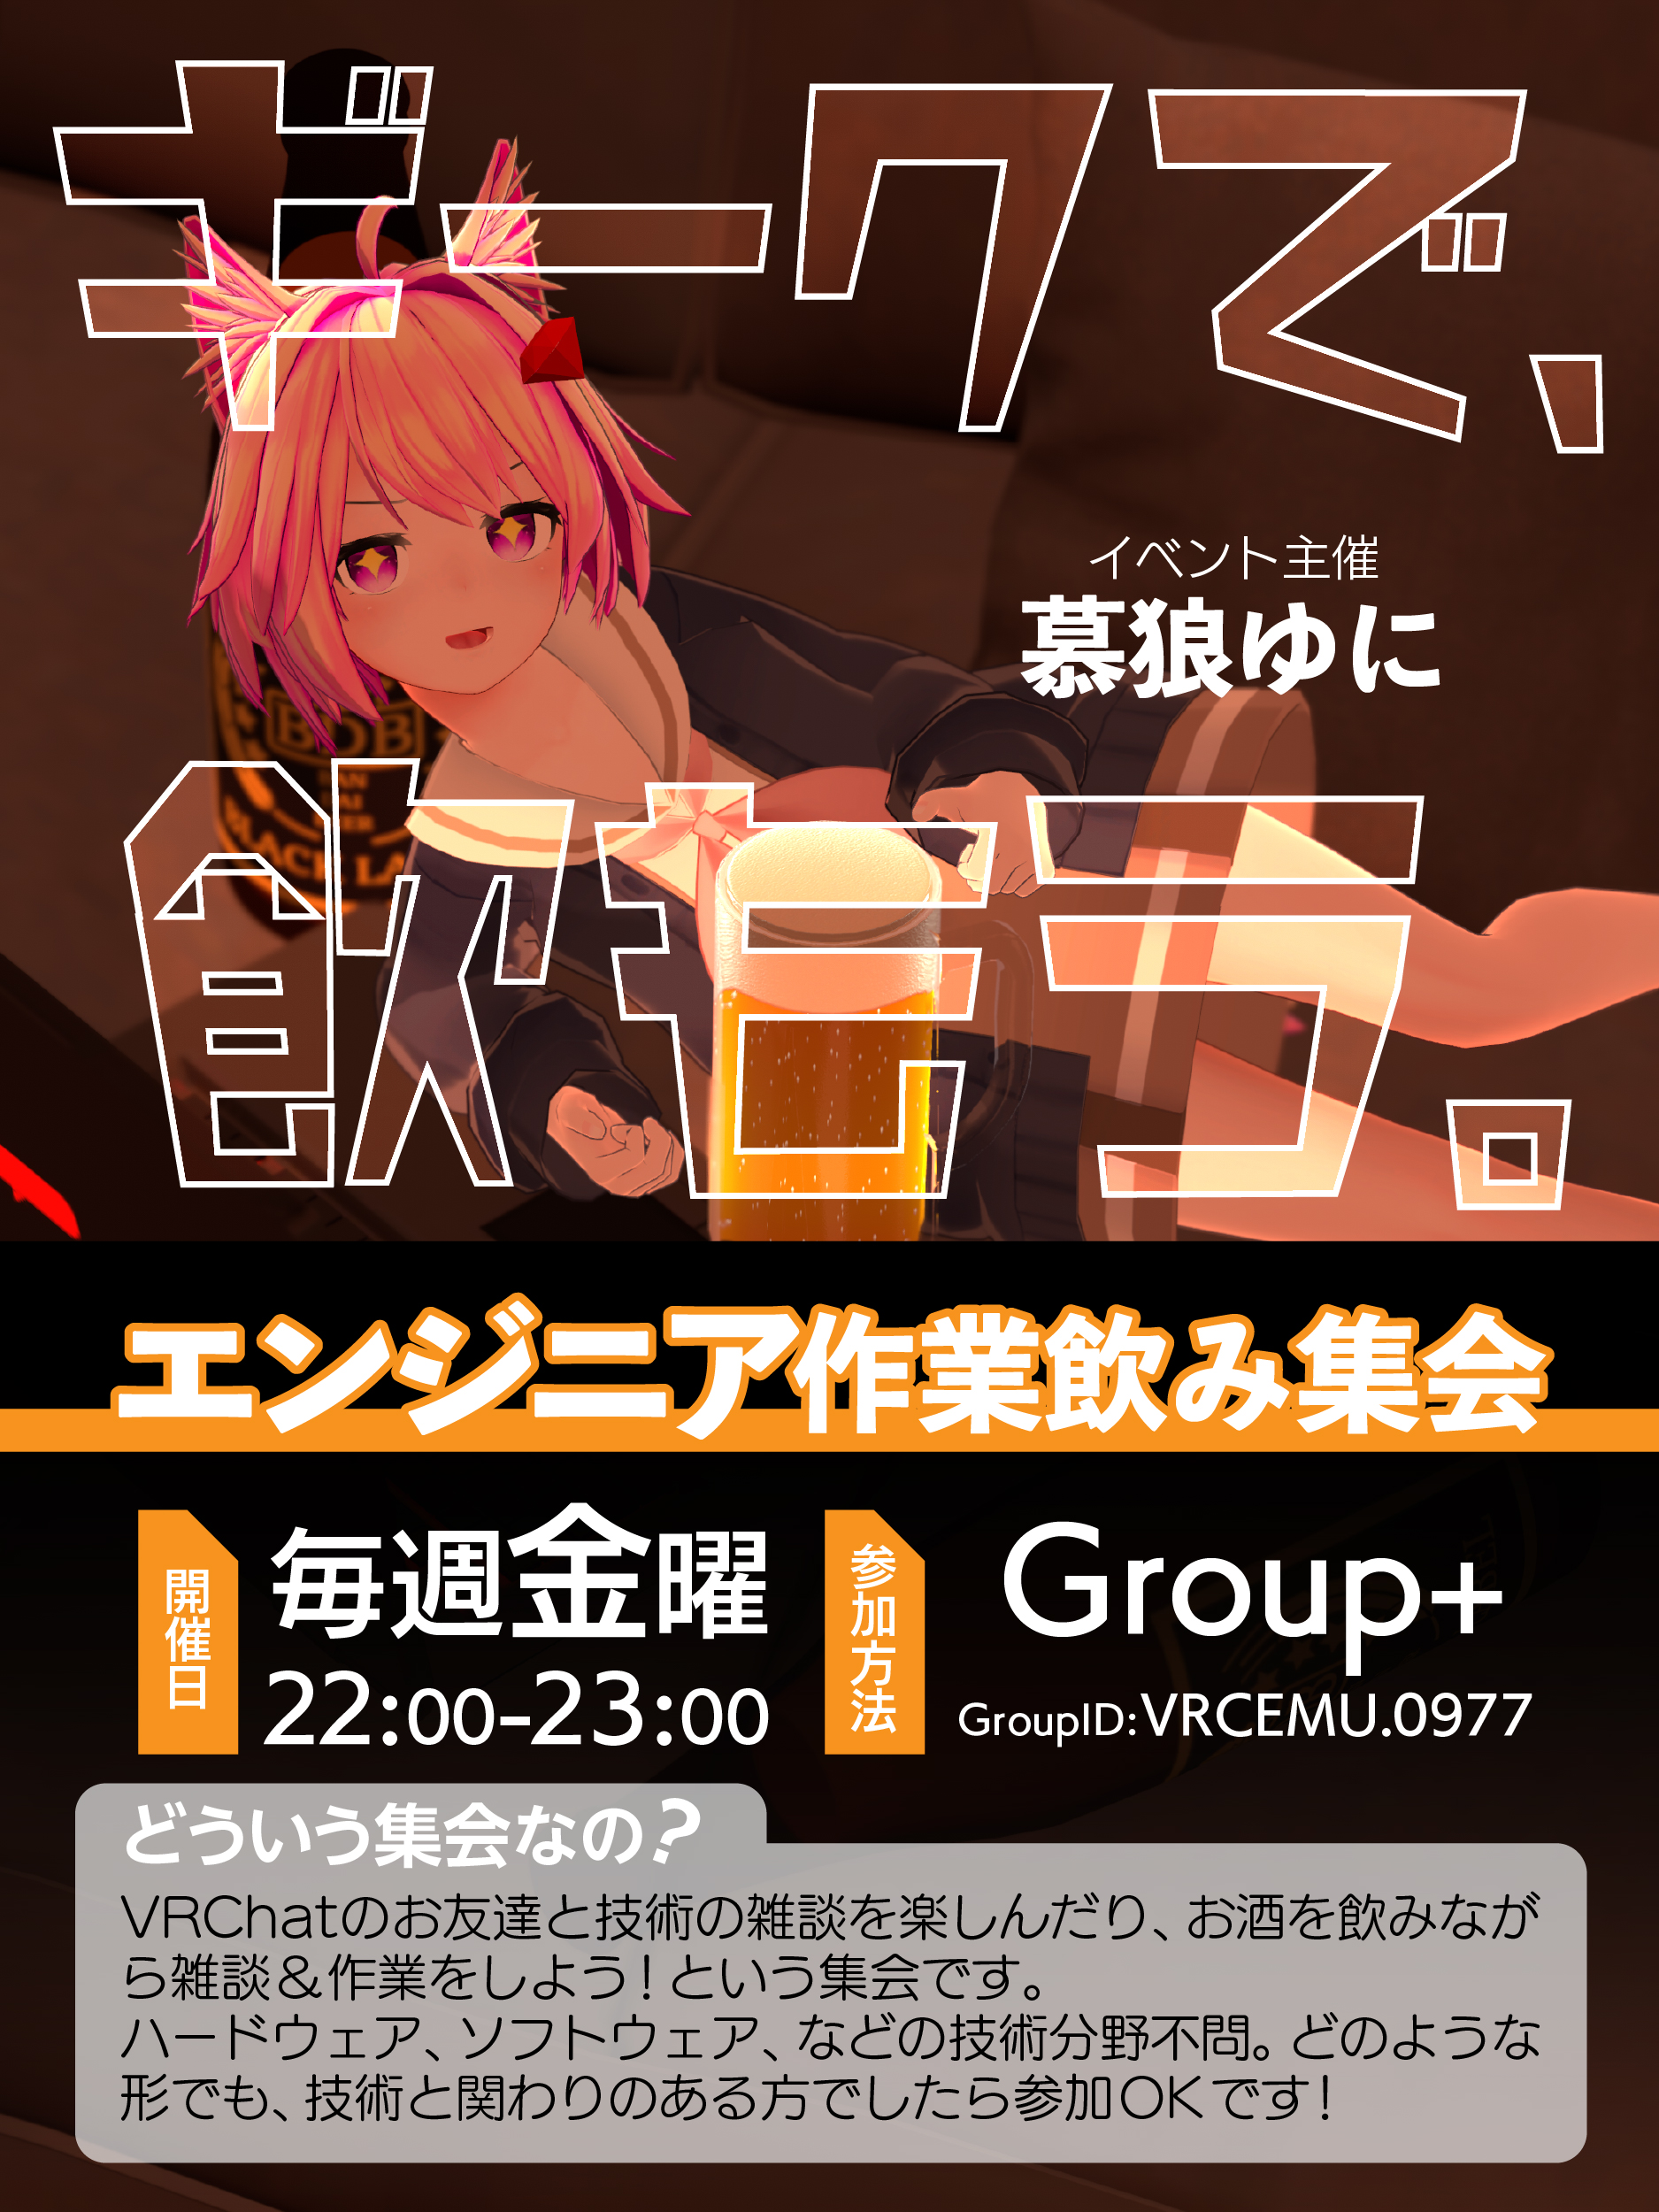 ギークで、
イベント主催
慕狼ゆに
BDB
BLACK LA
飲もう。
エンジニア作業飲み集会
開催日
毎週金曜
22:00-23:00
参加方法
Group+
GroupID:VRCEMU.0977
どういう集会なの?
VRChatのお友達と技術の雑談を楽しんだり、お酒を飲みなが
ら雑談&作業をしよう!という集会です。
ハードウェア、ソフトウェア、などの技術分野不問。どのような
形でも、技術と関わりのある方でしたら参加OKです!